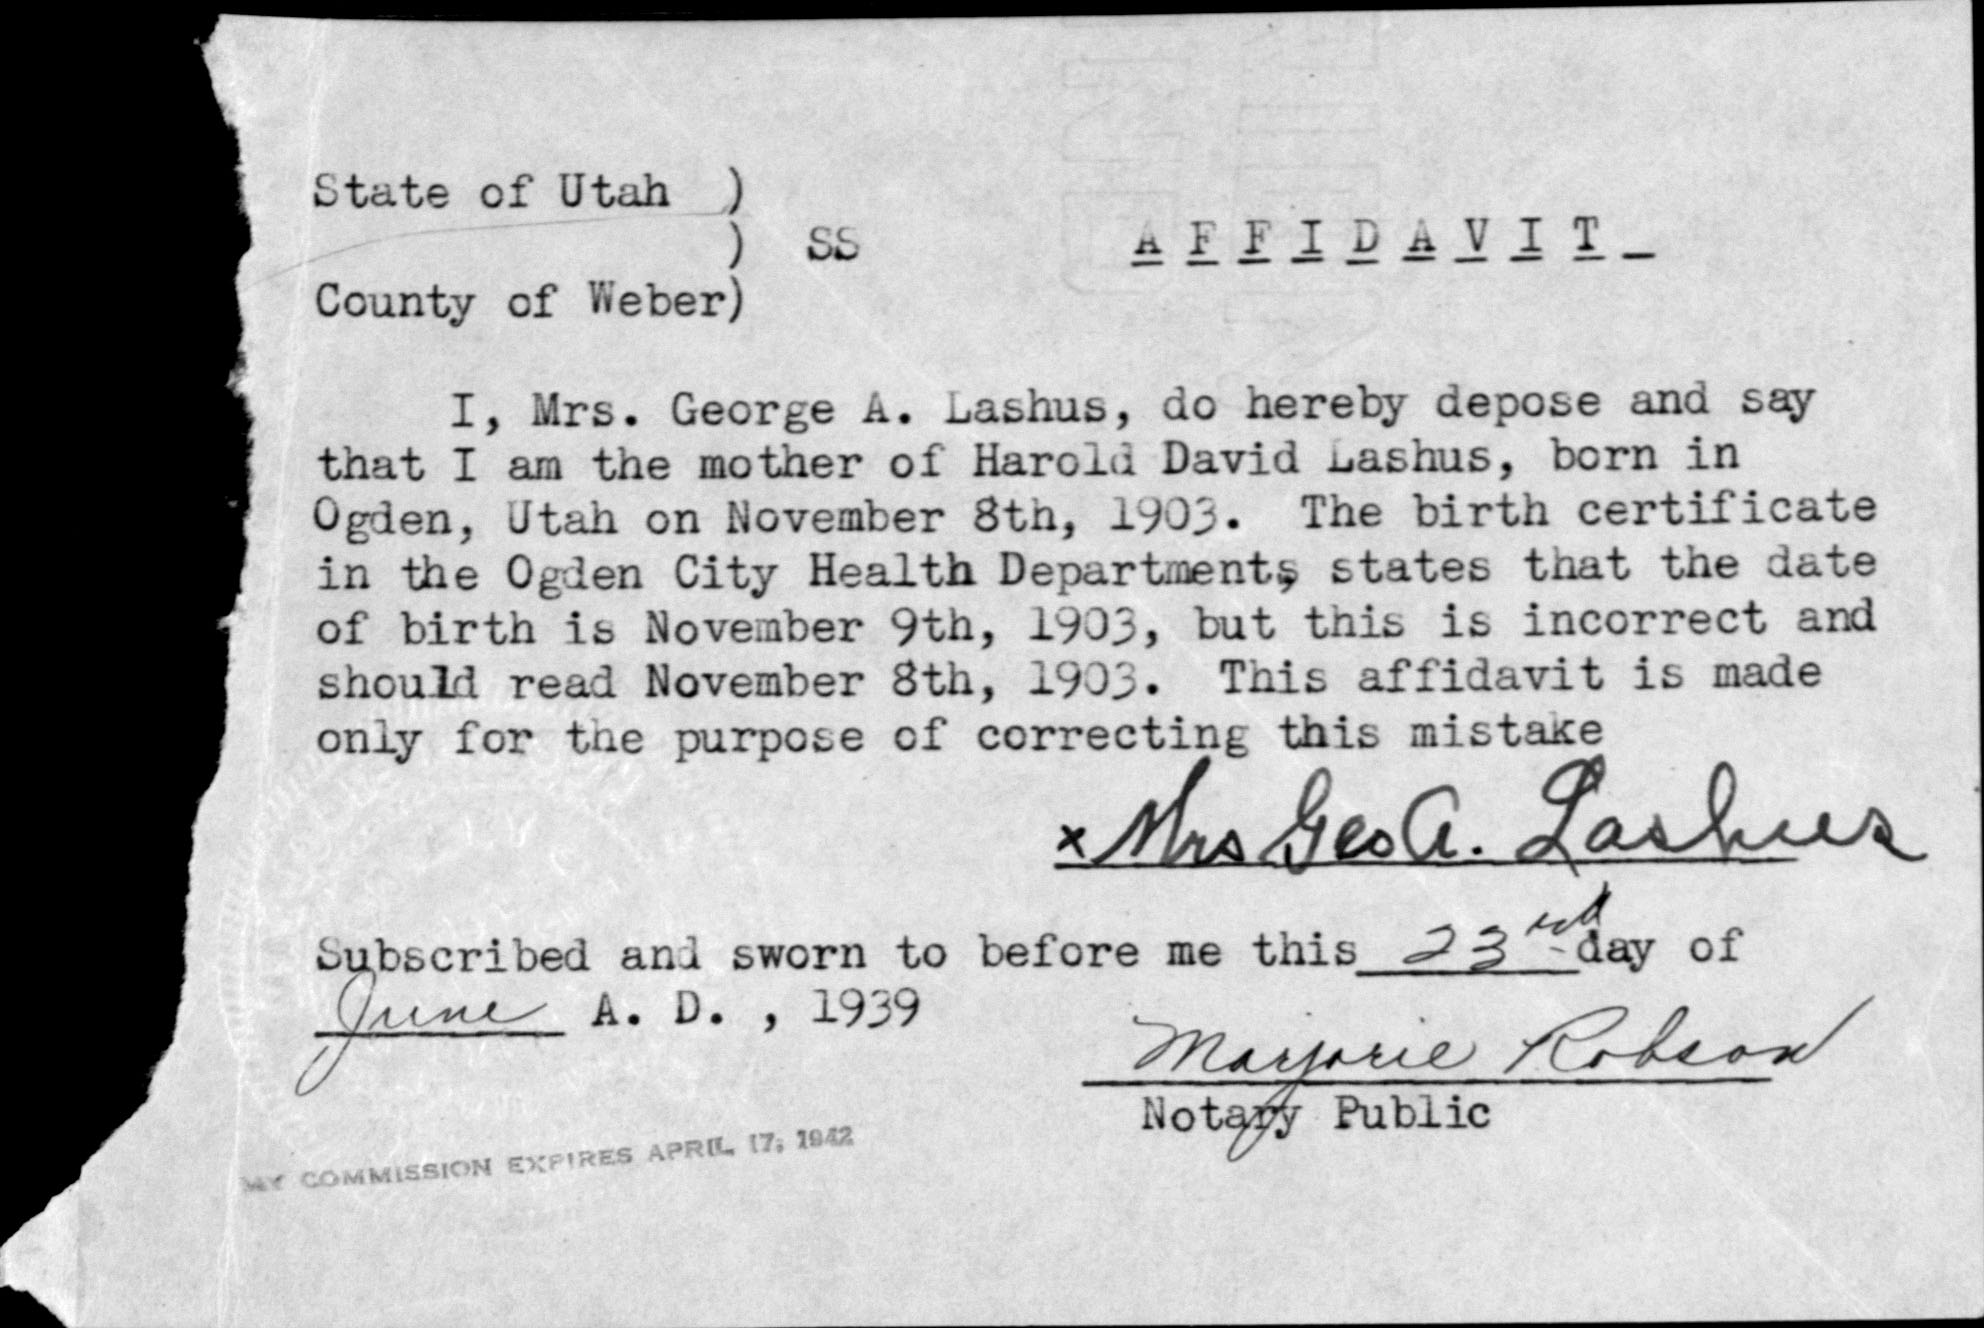 State of Utah )
) SS
A F F I D A V I T _
County of Weber)
I, Mrs. George A. Lashus, do hereby depose and say
that I am the mother of Harold David Lashus, born in
Ogden, Utah on November 8th, 1903. The birth certificate
in the Ogden City Health Department, states that the date
of birth is November 9th, 1903, but this is incorrect and
should read November 8th, 1903. This affidavit is made
only for the purpose of correcting this mistake
x Mrs Geo A. Lashus
Subscribed and sworn to before me this 23rd day of
June A. D. , 1939
Marjorie Robson
Notary Public
MY COMMISSION EXPIRES APRIL 17, 1942